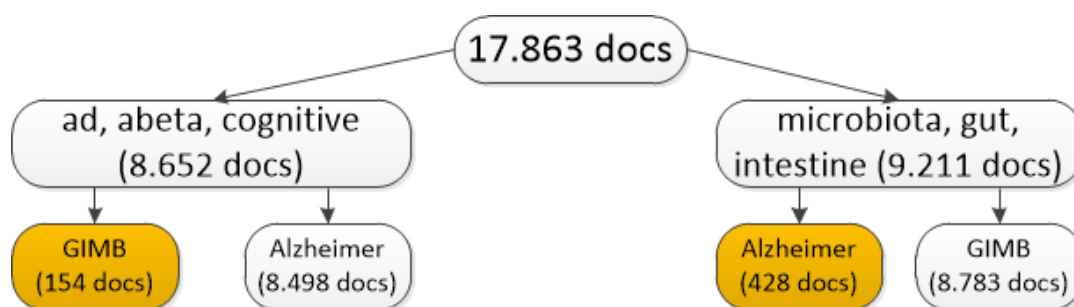 17.863 docs
ad, abeta, cognitive
(8.652 docs)
microbiota, gut,
intestine (9.211 docs)
GIMB
(154 docs)
Alzheimer
(8.498 docs)
Alzheimer
(428 docs)
GIMB
(8.783 docs)